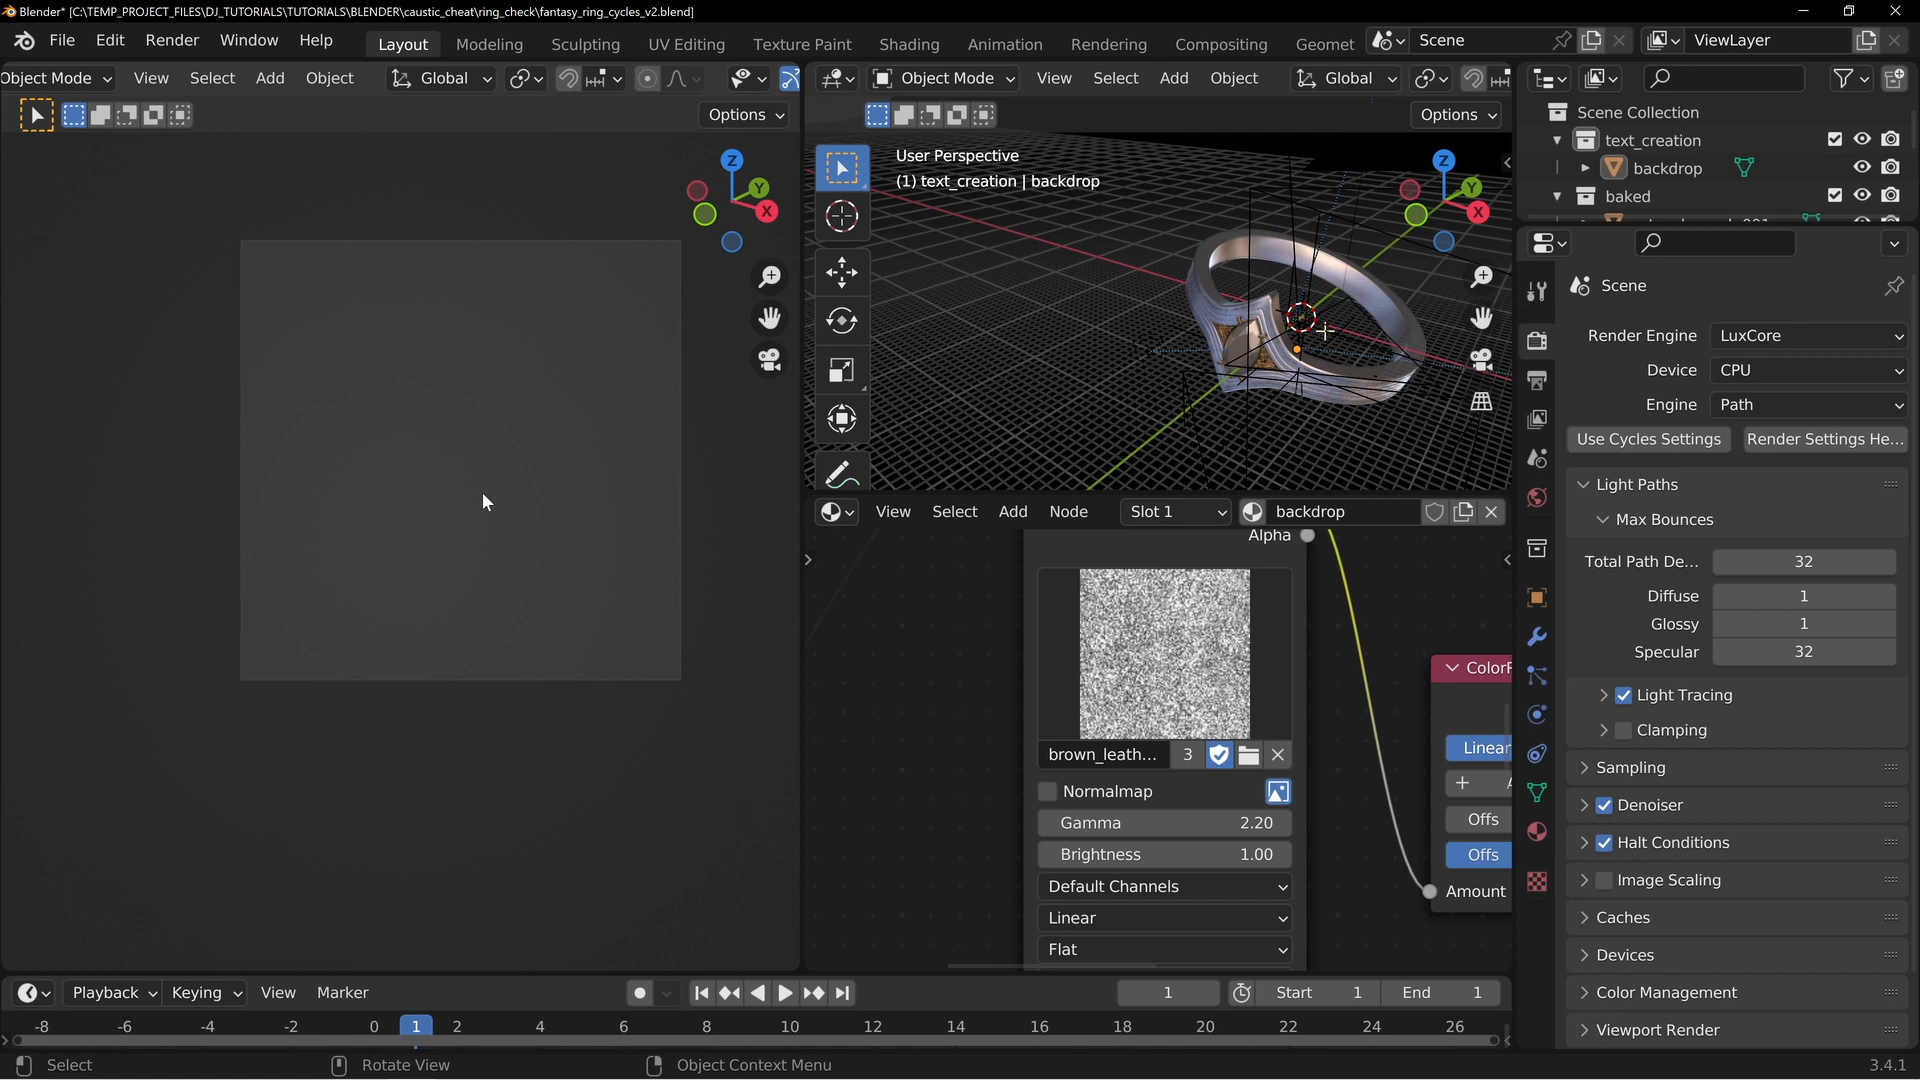 Blender* [C:\TEMP_PROJECT_FILES\DJ_TUTORIALS\TUTORIALS\BLENDER\caustic_cheat\ring_check\fantasy_ring_cycles_v2.blend]
File Edit Render Window Help
Layout Modeling Sculpting UV Editing Texture Paint Shading Animation Rendering Compositing Geomet
Scene
ViewLayer
Object Mode View Select Add Object Global
Options
Object Mode View Select Add Object Global
Options
User Perspective
(1) text_creation | backdrop
Z
Y
X
Z
Y
X
Scene Collection
text_creation
backdrop
baked
Scene
Render Engine LuxCore
Device CPU
Engine Path
Use Cycles Settings Render Settings He...
Light Paths
Max Bounces
Total Path De... 32
Diffuse 1
Glossy 1
Specular 32
Light Tracing
Clamping
Sampling
Denoiser
Halt Conditions
Image Scaling
Caches
Devices
Color Management
Viewport Render
View Select Add Node Slot 1 backdrop
Alpha
brown_leath... 3
Normalmap
Gamma 2.20
Brightness 1.00
Default Channels
Linear
Flat
ColorR
Linear
Offs
Offs
Amount
Playback Keying View Marker
1 Start 1 End 1
-8 -6 -4 -2 0 1 2 4 6 8 10 12 14 16 18 20 22 24 26
Select Rotate View Object Context Menu 3.4.1